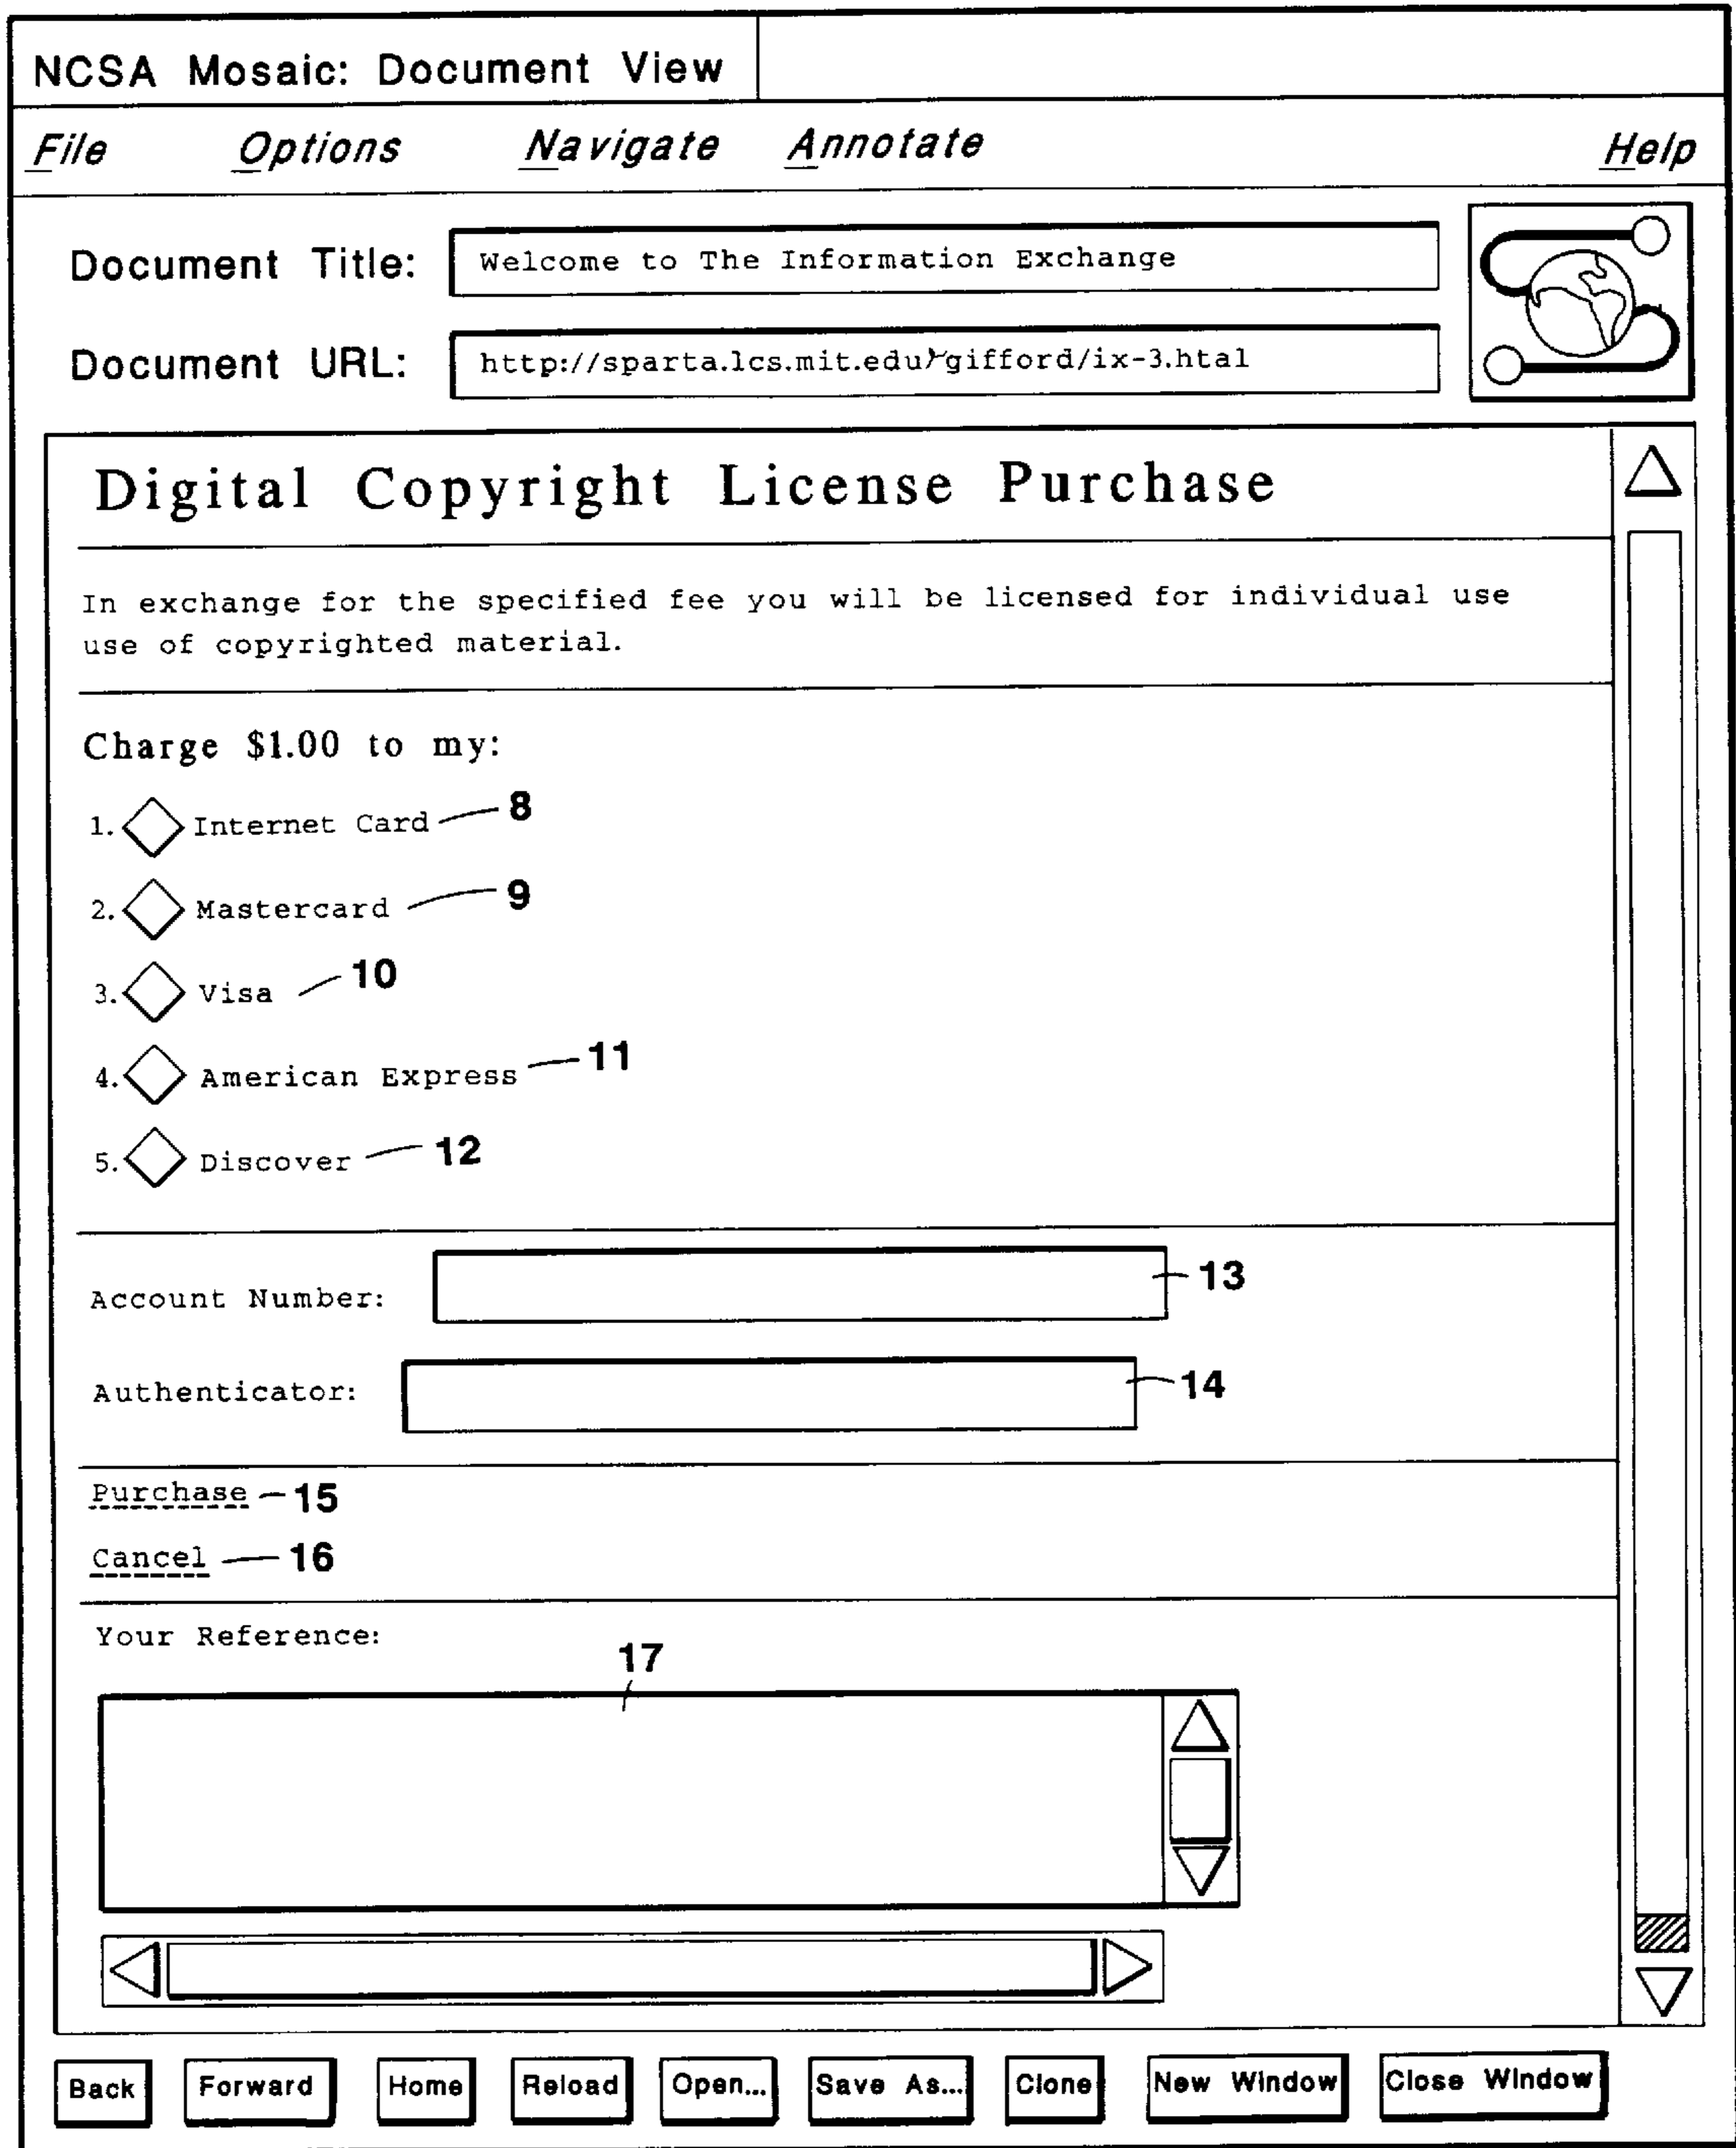 NCSA Mosaic: Document View
File Options Navigate Annotate Help
Document Title: Welcome to The Information Exchange
Document URL: http://sparta.lcs.mit.edu/~gifford/ix-3.htal
Digital Copyright License Purchase
In exchange for the specified fee you will be licensed for individual use
use of copyrighted material.
Charge $1.00 to my:
1. Internet Card 8
2. Mastercard 9
3. Visa 10
4. American Express 11
5. Discover 12
Account Number: 13
Authenticator: 14
Purchase 15
Cancel 16
Your Reference:
17
Back Forward Home Reload Open... Save As... Clone New Window Close Window